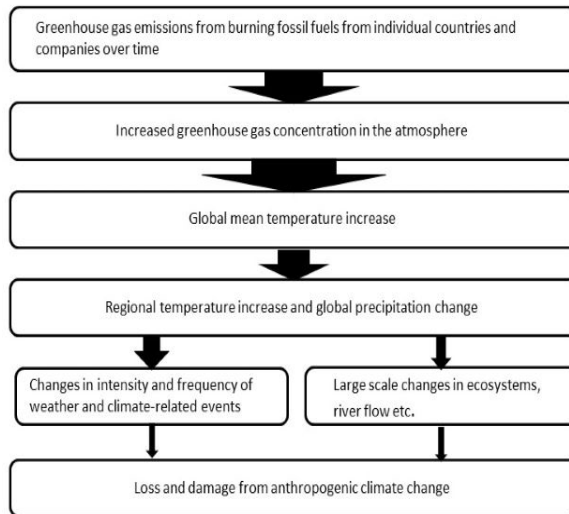 Greenhouse gas emissions from burning fossil fuels from individual countries and
companies over time
Increased greenhouse gas concentration in the atmosphere
Global mean temperature increase
Regional temperature increase and global precipitation change
Changes in intensity and frequency of
weather and climate-related events
Large scale changes in ecosystems,
river flow etc.
Loss and damage from anthropogenic climate change